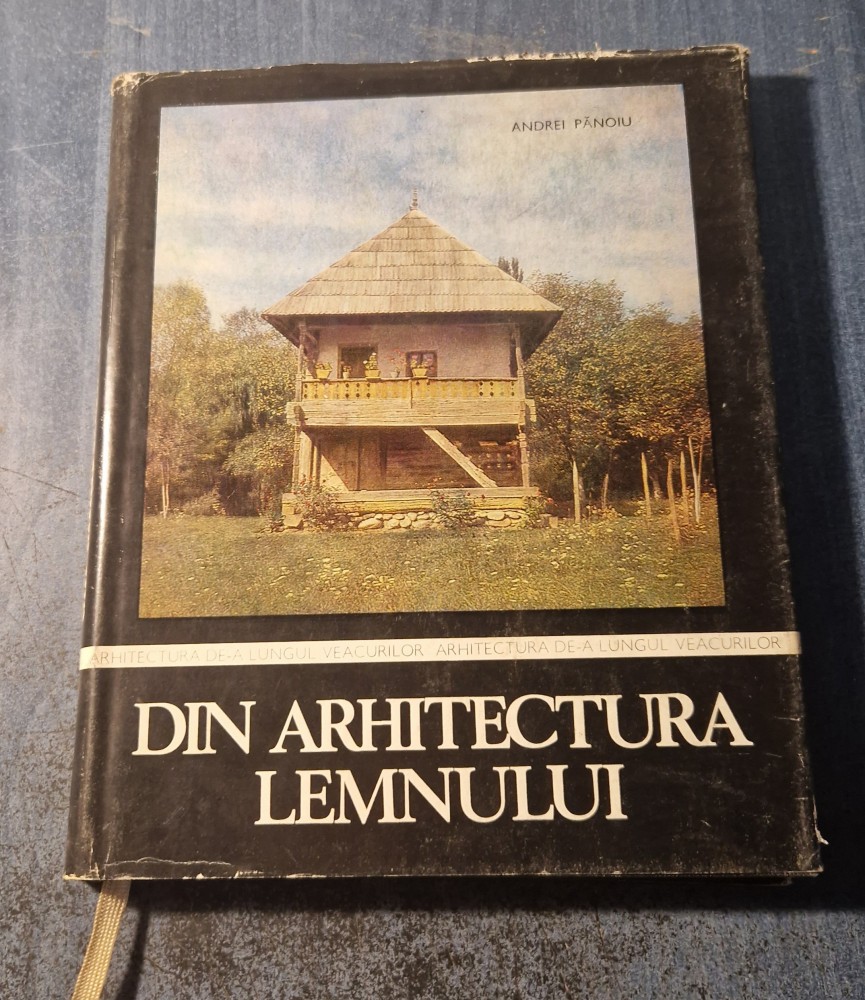 ANDREI PĂNOIU
ARHITECTURA DE-A LUNGUL VEACURILOR ARHITECTURA DE-A LUNGUL VEACURILOR
DIN ARHITECTURA
LEMNULUI